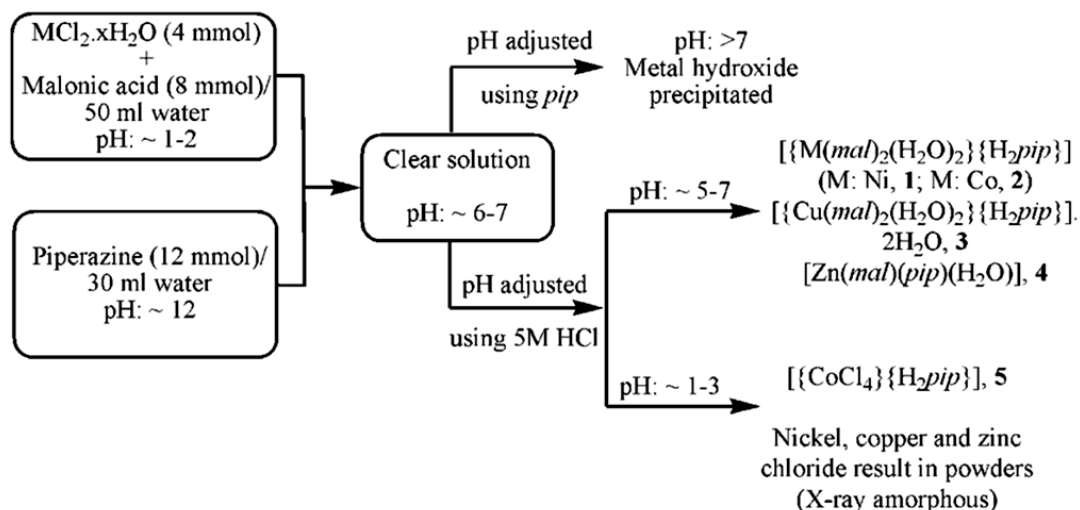 MCl₂.xH₂O (4 mmol)
+
Malonic acid (8 mmol)/
50 ml water
pH: ~ 1-2
Piperazine (12 mmol)/
30 ml water
pH: ~ 12
Clear solution
pH: ~ 6-7
pH adjusted
using pip
pH: >7
Metal hydroxide
precipitated
pH adjusted
using 5M HCl
pH: ~ 5-7
[{M(mal)₂(H₂O)₂}{H₂pip}]
(M: Ni, 1; M: Co, 2)
[{Cu(mal)₂(H₂O)₂}{H₂pip}].
2H₂O, 3
[Zn(mal)(pip)(H₂O)], 4
pH: ~ 1-3
[{CoCl₄}{H₂pip}], 5
Nickel, copper and zinc
chloride result in powders
(X-ray amorphous)